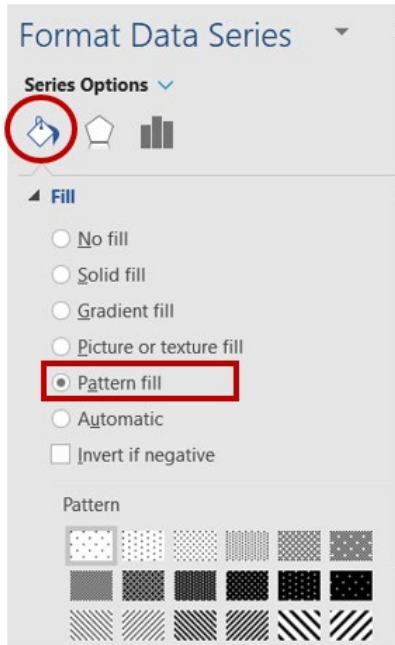 Format Data Series
Series Options
Fill
No fill
Solid fill
Gradient fill
Picture or texture fill
Pattern fill
Automatic
Invert if negative
Pattern